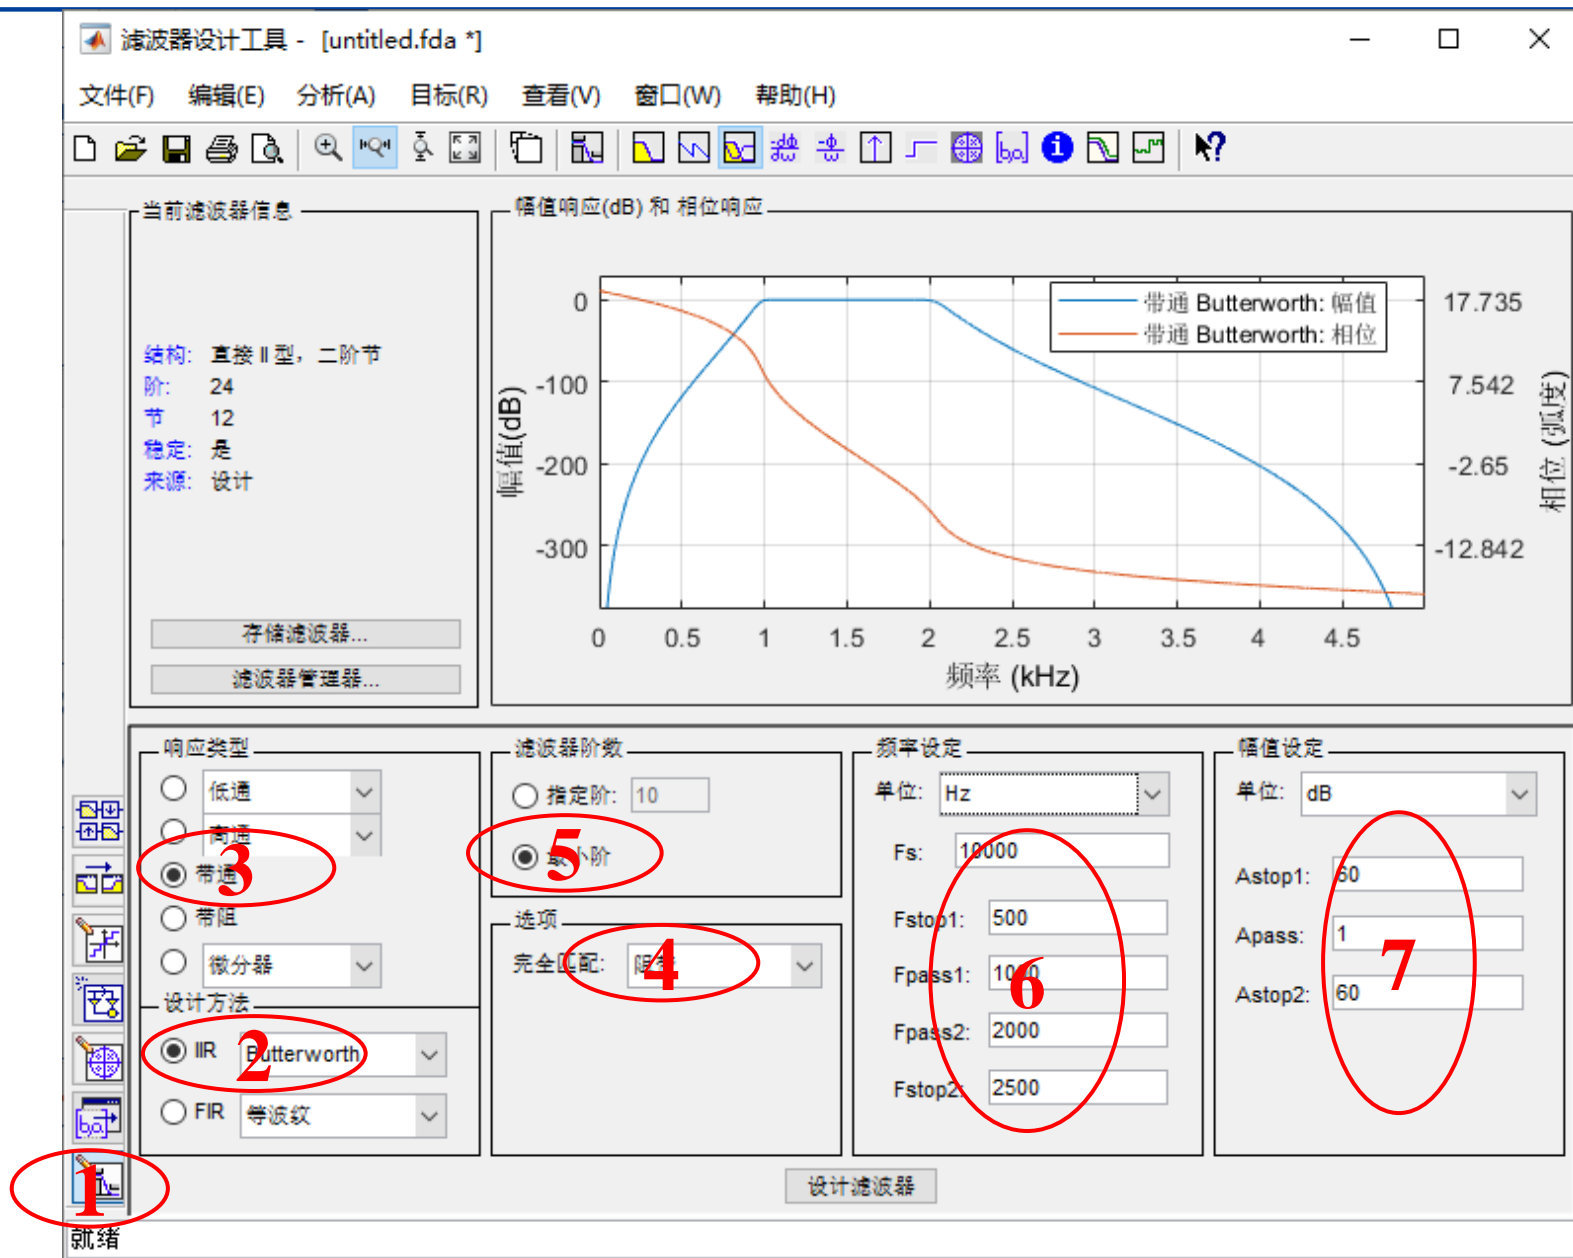 滤波器设计工具 - [untitled.fda *]
文件(F) 编辑(E) 分析(A) 目标(R) 查看(V) 窗口(W) 帮助(H)
当前滤波器信息
结构: 直接 II 型, 二阶节
阶: 24
节 12
稳定: 是
来源: 设计
存储滤波器...
滤波器管理器...
幅值响应(dB) 和 相位响应
带通 Butterworth: 幅值
带通 Butterworth: 相位
0
-100
-200
-300
幅值(dB)
17.735
7.542
-2.65
-12.842
相位 (弧度)
0 0.5 1 1.5 2 2.5 3 3.5 4 4.5
频率 (kHz)
响应类型
低通
高通
带通
3
带阻
微分器
设计方法
IIR Butterworth
2
FIR 等波纹
1
滤波器阶数
指定阶: 10
最小阶
5
选项
完全匹配: 阻带
4
频率设定
单位: Hz
Fs: 10000
Fstop1: 500
Fpass1: 1000
6
Fpass2: 2000
Fstop2: 2500
幅值设定
单位: dB
Astop1: 60
Apass: 1
7
Astop2: 60
设计滤波器
就绪